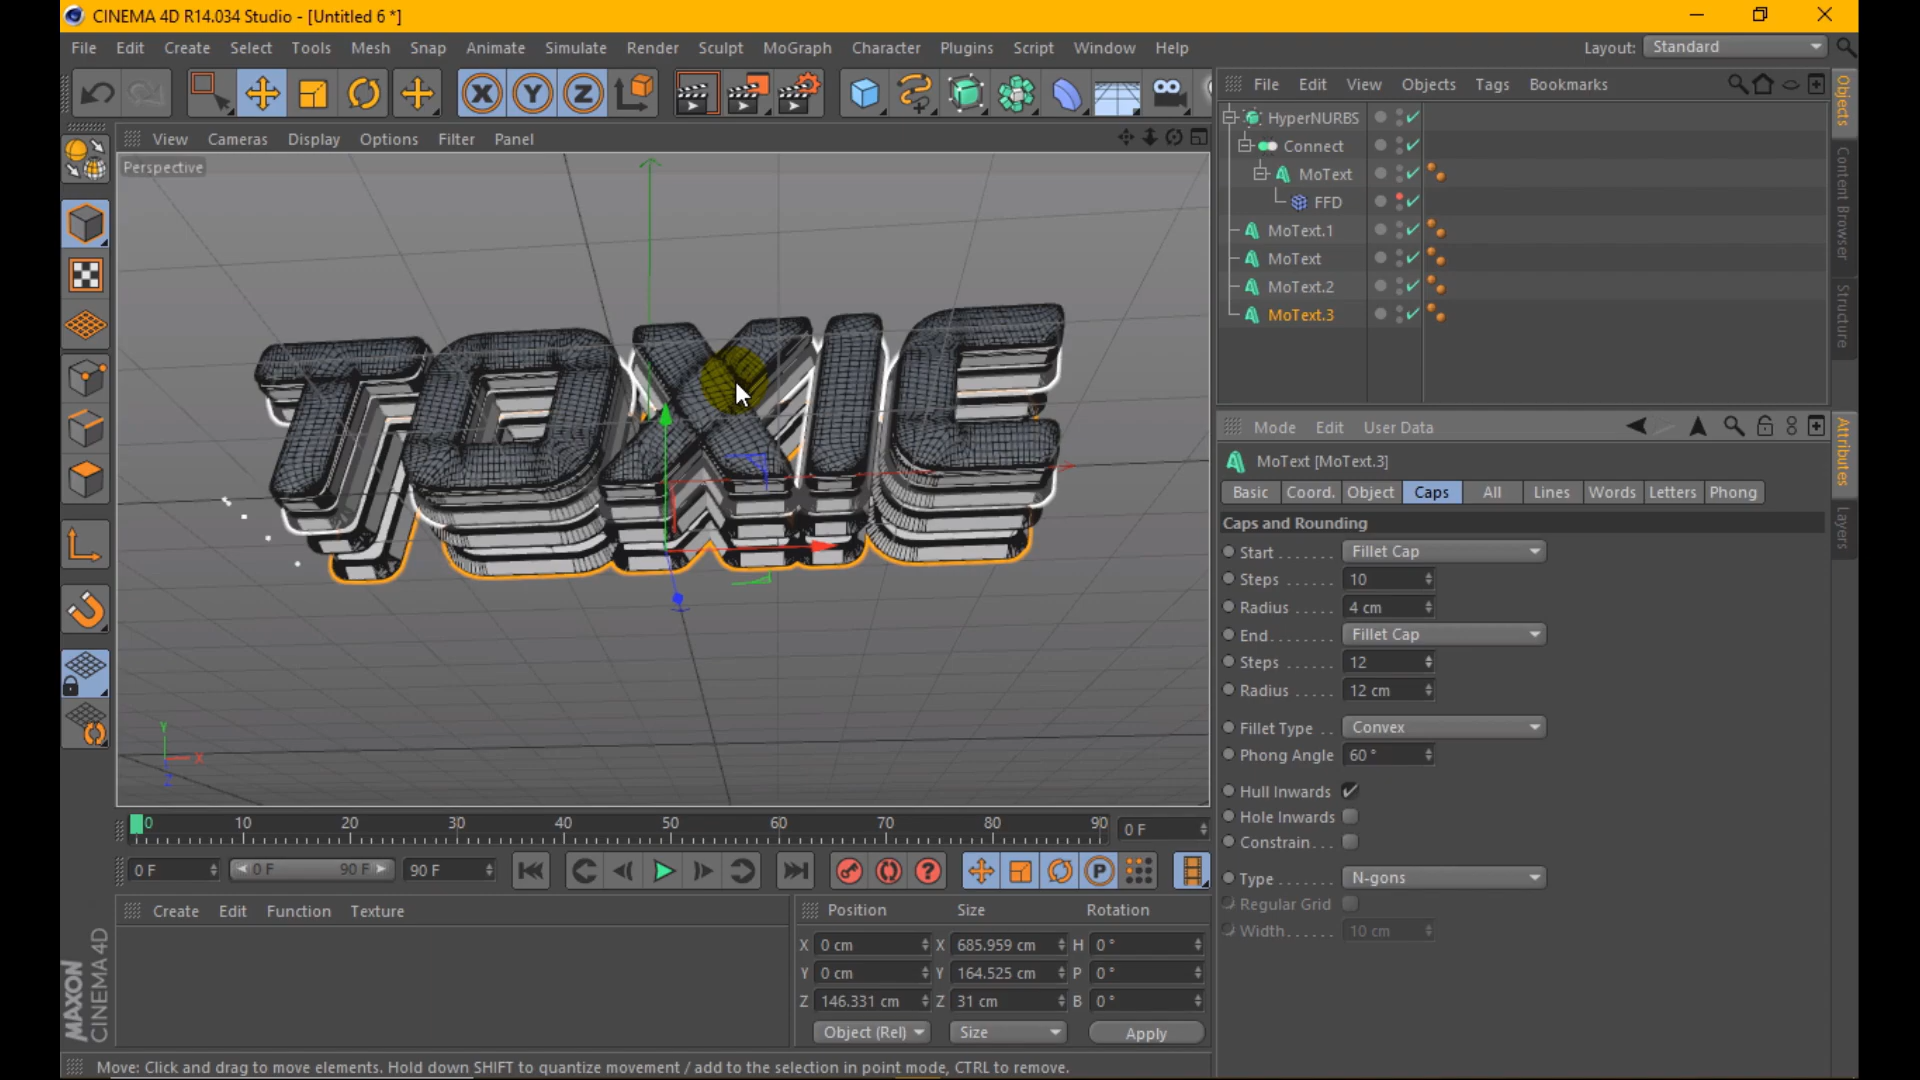 CINEMA 4D R14.034 Studio - [Untitled 6 *]
File Edit Create Select Tools Mesh Snap Animate Simulate Render Sculpt MoGraph Character Plugins Script Window Help Layout: Standard
File Edit View Objects Tags Bookmarks
View Cameras Display Options Filter Panel
Perspective
HyperNURBS
Connect
MoText
FFD
MoText.1
MoText
MoText.2
MoText.3
Objects
Content Browser
Structure
TOXIC
Mode Edit User Data
MoText [MoText.3]
Basic Coord. Object Caps All Lines Words Letters Phong
Caps and Rounding
Start . . . . . . . Fillet Cap
Steps . . . . . . 10
Radius . . . . . 4 cm
End. . . . . . . . Fillet Cap
Steps . . . . . . 12
Radius . . . . . 12 cm
Fillet Type . . Convex
Phong Angle 60 °
Hull Inwards
Hole Inwards
Constrain. . .
Type . . . . . . . N-gons
Regular Grid
Width. . . . . . 10 cm
Attributes
Layers
Y
X
Z
0 10 20 30 40 50 60 70 80 90 0 F
0 F 0 F 90 F 90 F
Create Edit Function Texture
Position Size Rotation
X 0 cm X 685.959 cm H 0 °
Y 0 cm Y 164.525 cm P 0 °
Z 146.331 cm Z 31 cm B 0 °
Object (Rel) Size Apply
MAXON
CINEMA 4D
Move: Click and drag to move elements. Hold down SHIFT to quantize movement / add to the selection in point mode, CTRL to remove.